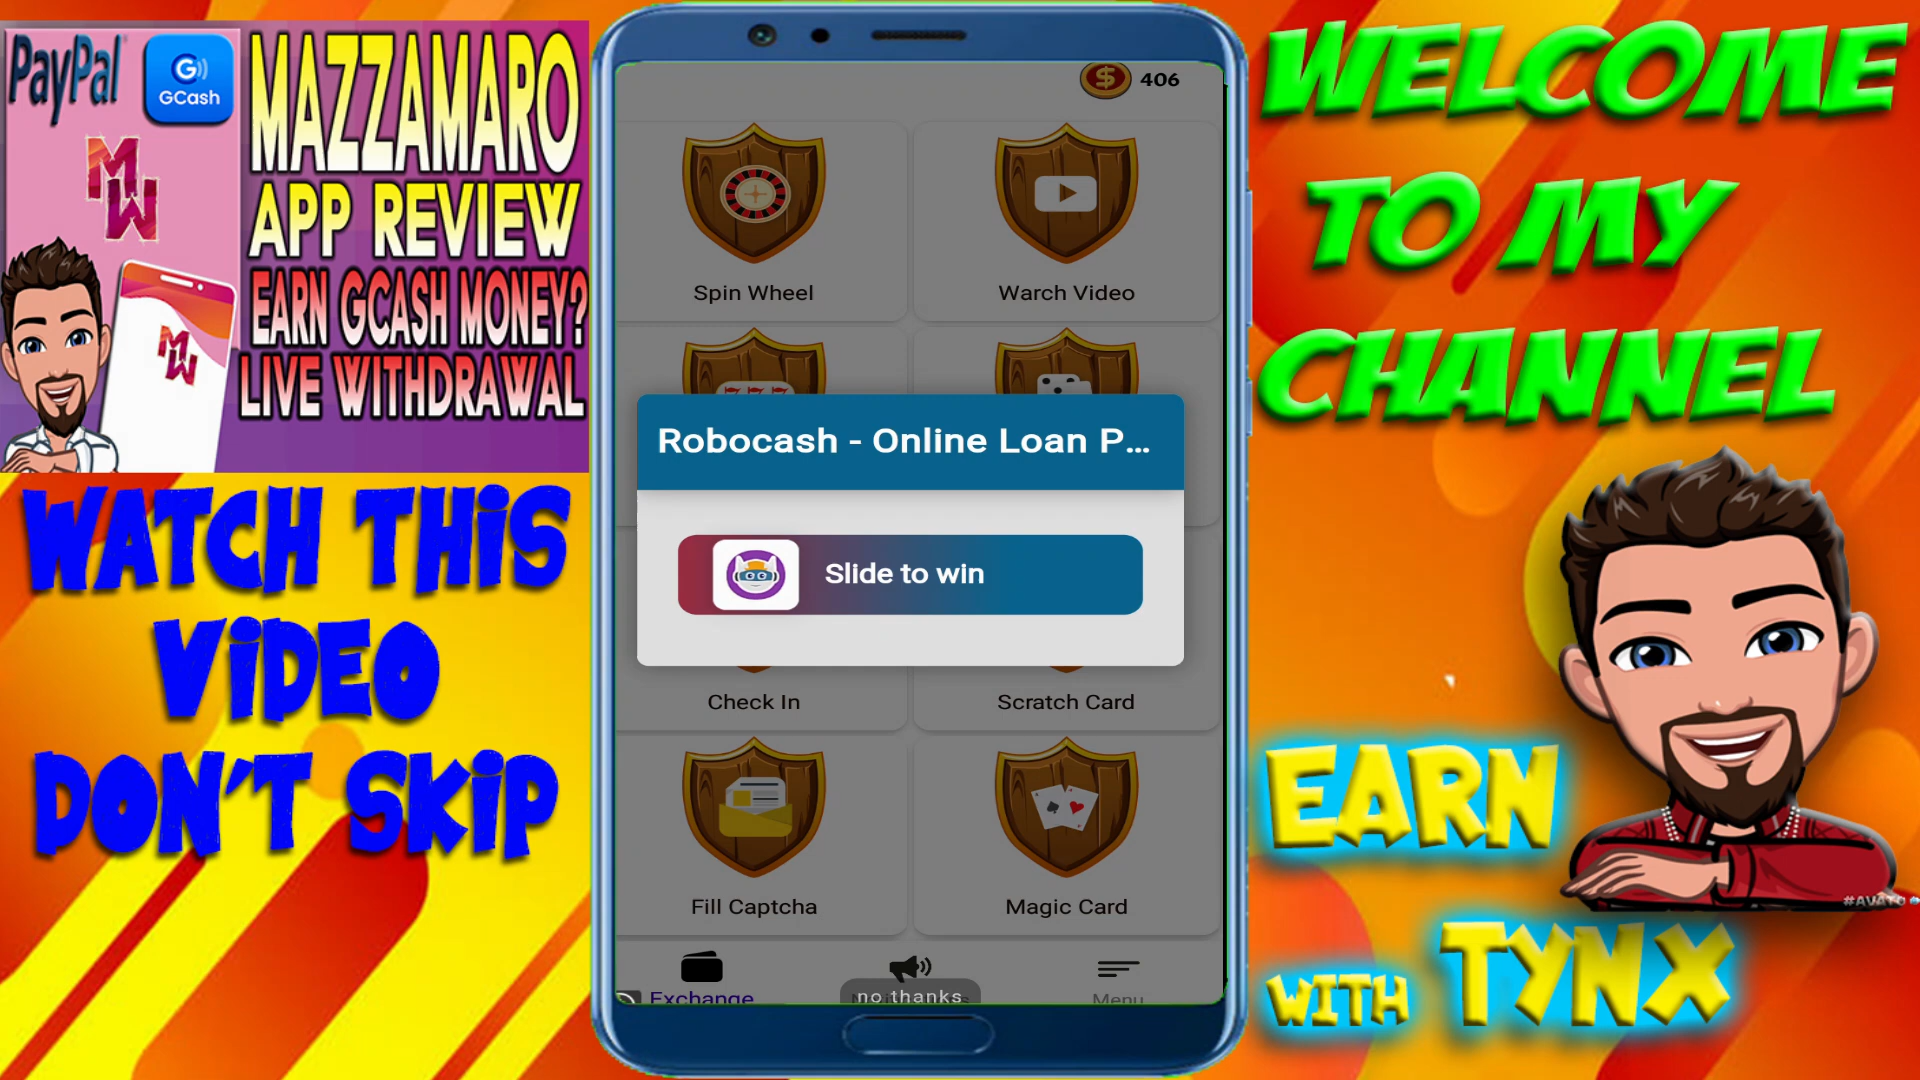 PayPal
GCash
MAZZAMARO
APP REVIEW
EARN GCASH MONEY?
LIVE WITHDRAWAL
MW
MW
WATCH THIS
VIDEO
DON'T SKIP
406
Spin Wheel
Warch Video
Robocash - Online Loan P...
Slide to win
Check In
Scratch Card
Fill Captcha
Magic Card
Exchange
no thanks
Menu
WELCOME
TO MY
CHANNEL
EARN
WITH TYNX